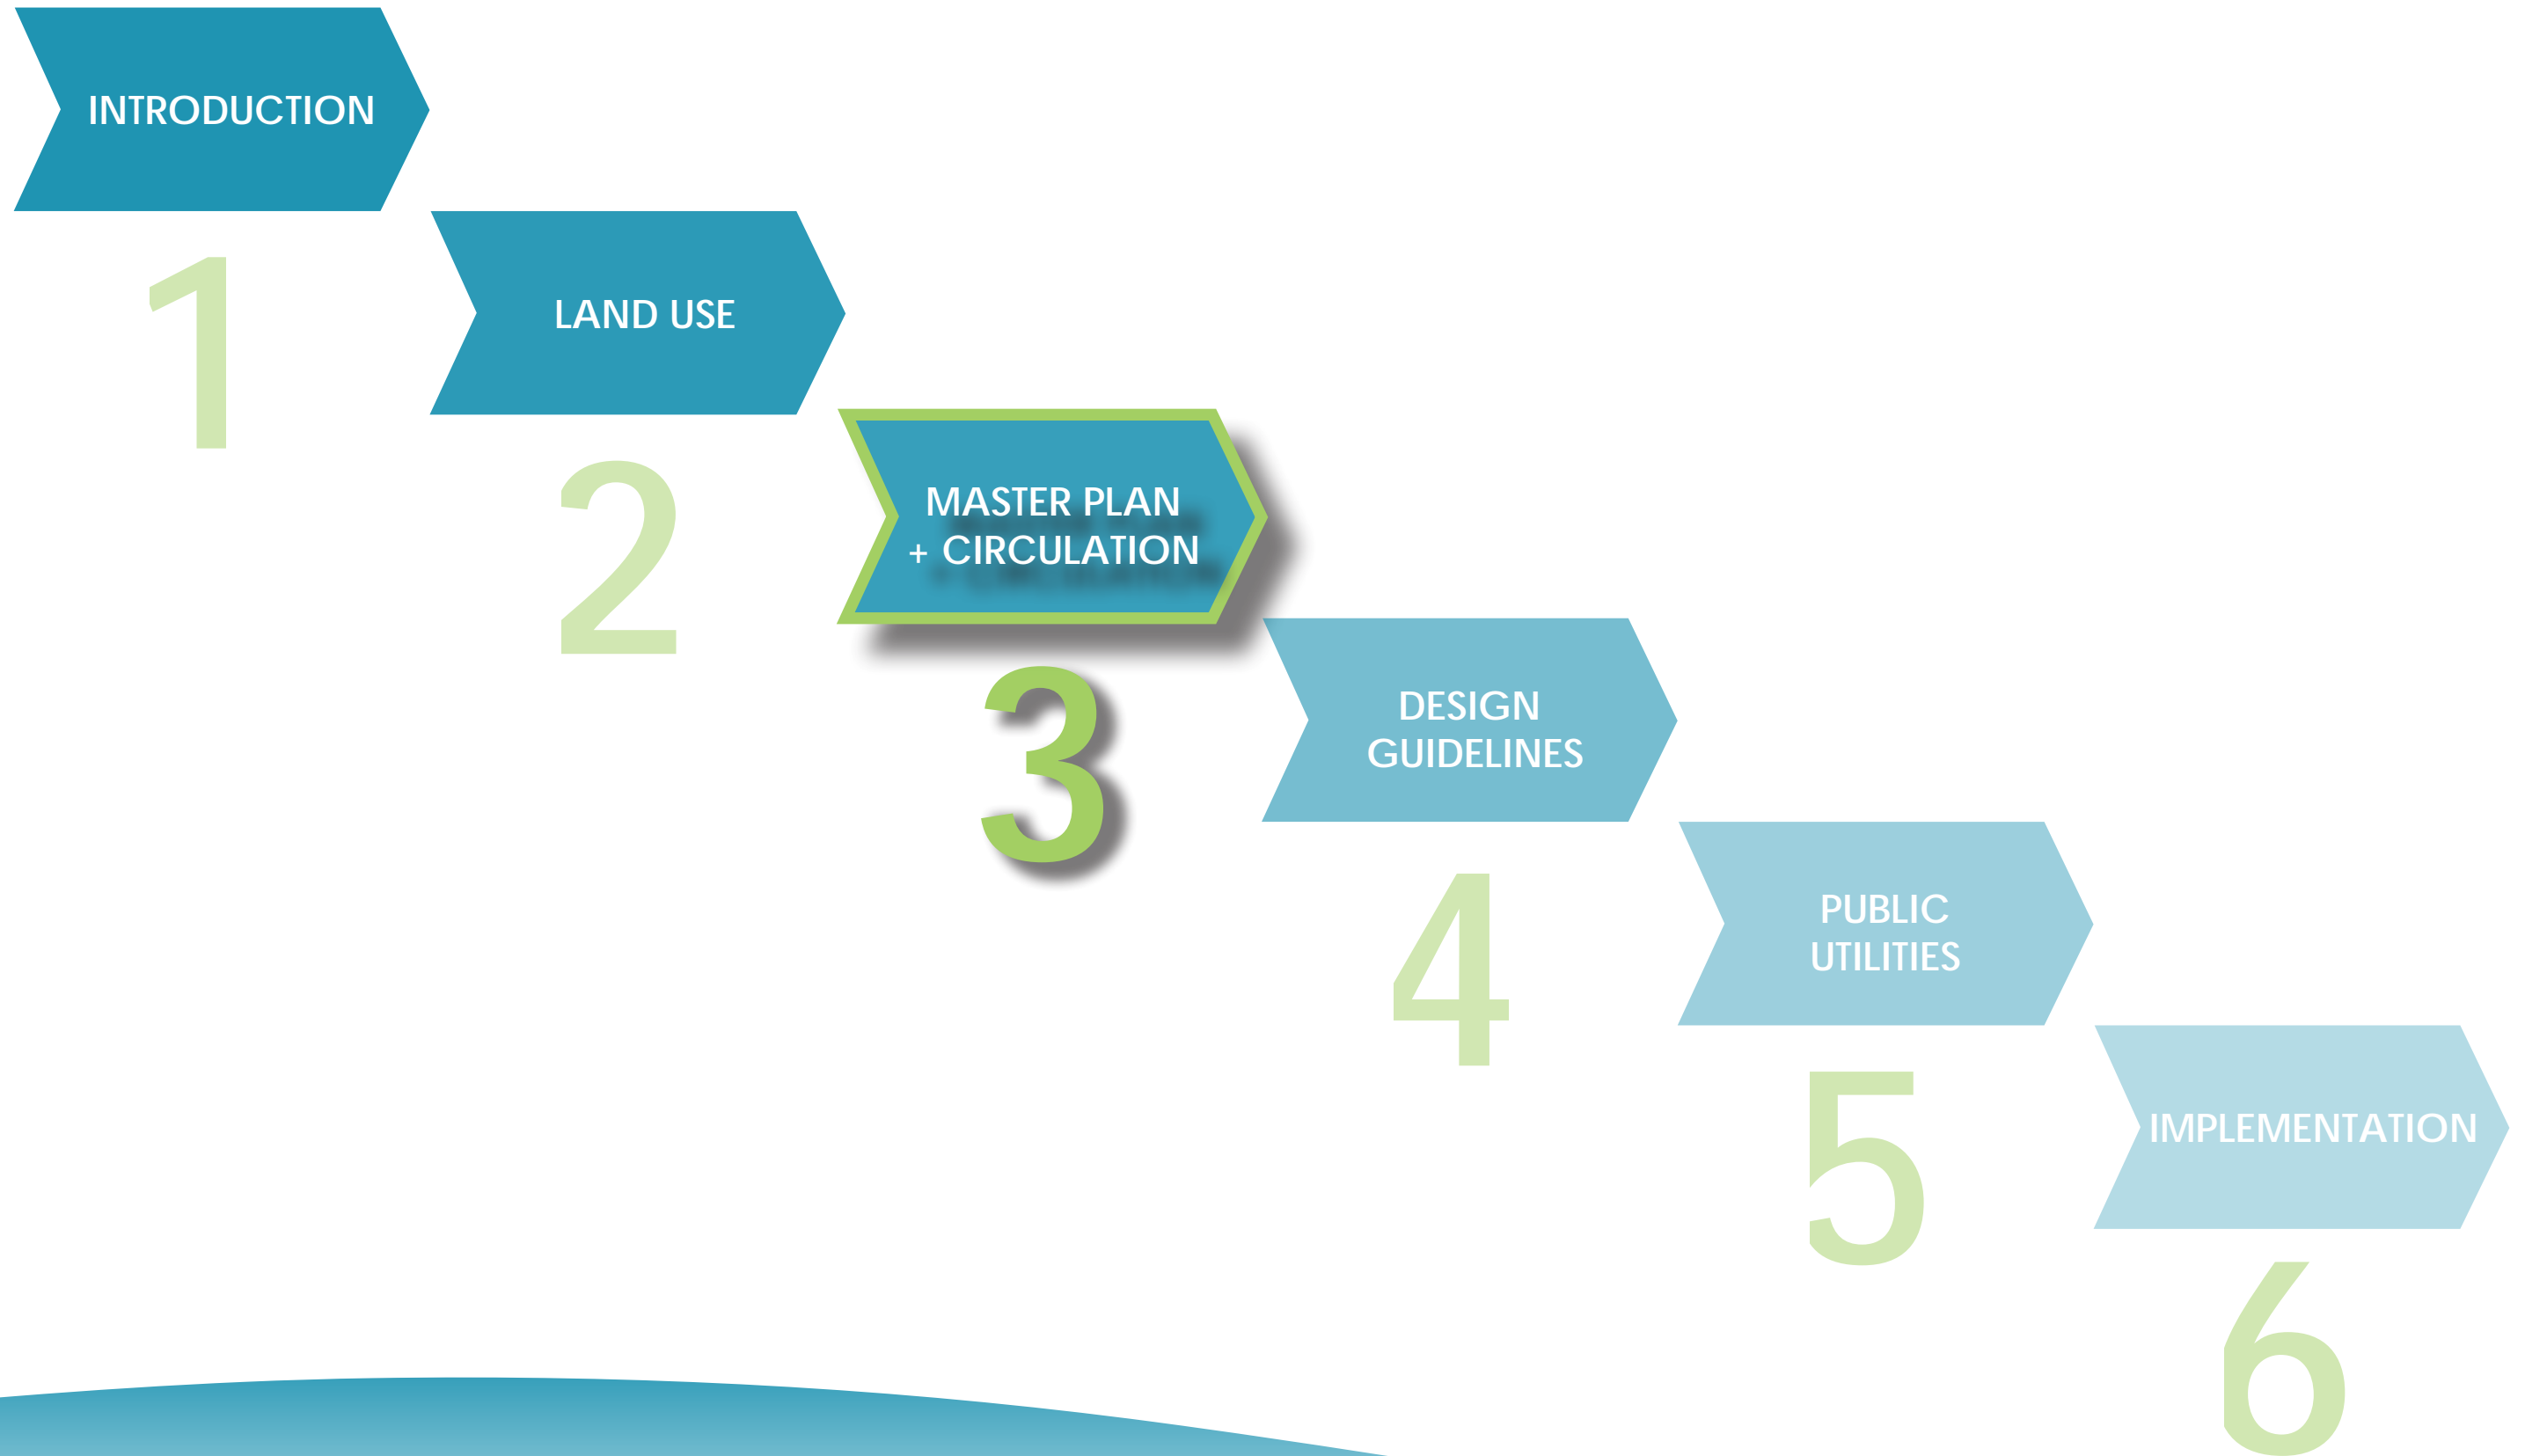 INTRODUCTION
1
LAND USE
2
MASTER PLAN
+ CIRCULATION
3
DESIGN
GUIDELINES
4
PUBLIC
UTILITIES
5
IMPLEMENTATION
6